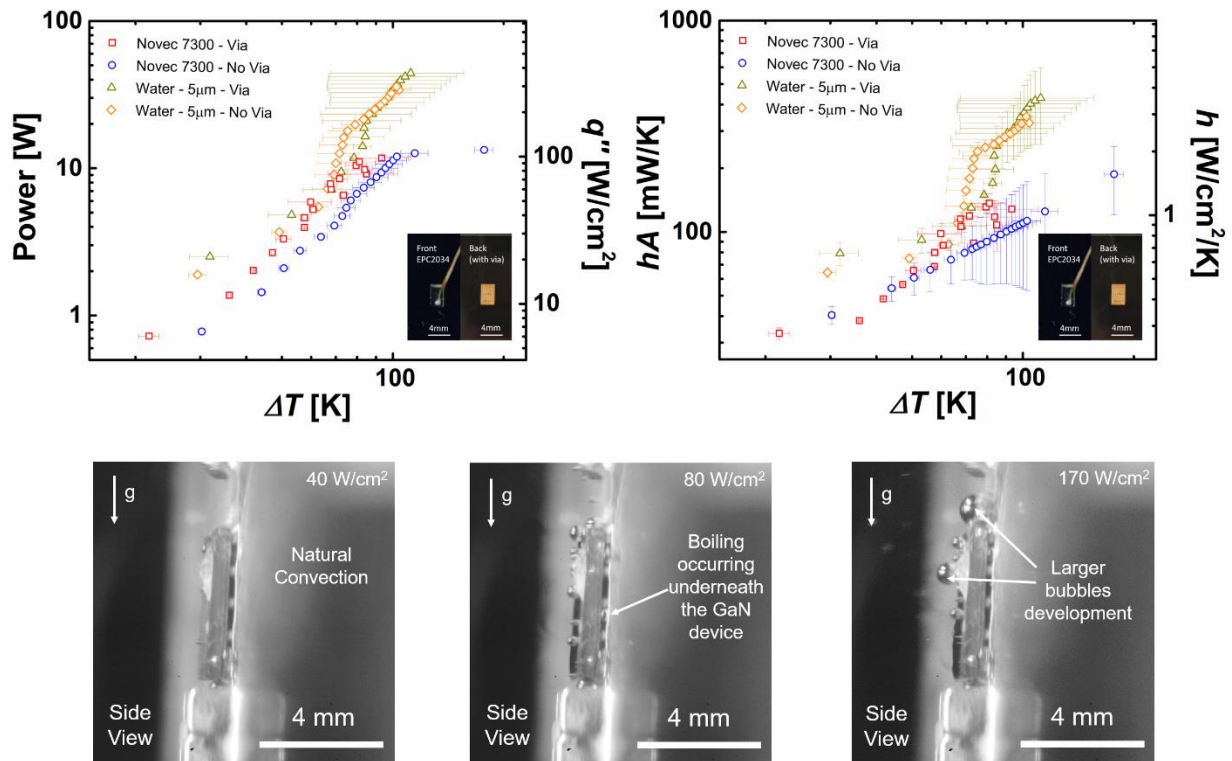 100
10
1
Power [W]
Novec 7300 - Via
Novec 7300 - No Via
Water - 5μm - Via
Water - 5μm - No Via
100
10
q″ [W/cm²]
Front
EPC2034
4mm
Back
(with via)
4mm
100
ΔT [K]
1000
100
hA [mW/K]
Novec 7300 - Via
Novec 7300 - No Via
Water - 5μm - Via
Water - 5μm - No Via
1
h [W/cm²/K]
Front
EPC2034
4mm
Back
(with via)
4mm
100
ΔT [K]
g
40 W/cm²
Natural
Convection
Side
View
4 mm
g
80 W/cm²
Boiling
occurring
underneath
the GaN
device
Side
View
4 mm
g
170 W/cm²
Larger
bubbles
development
Side
View
4 mm